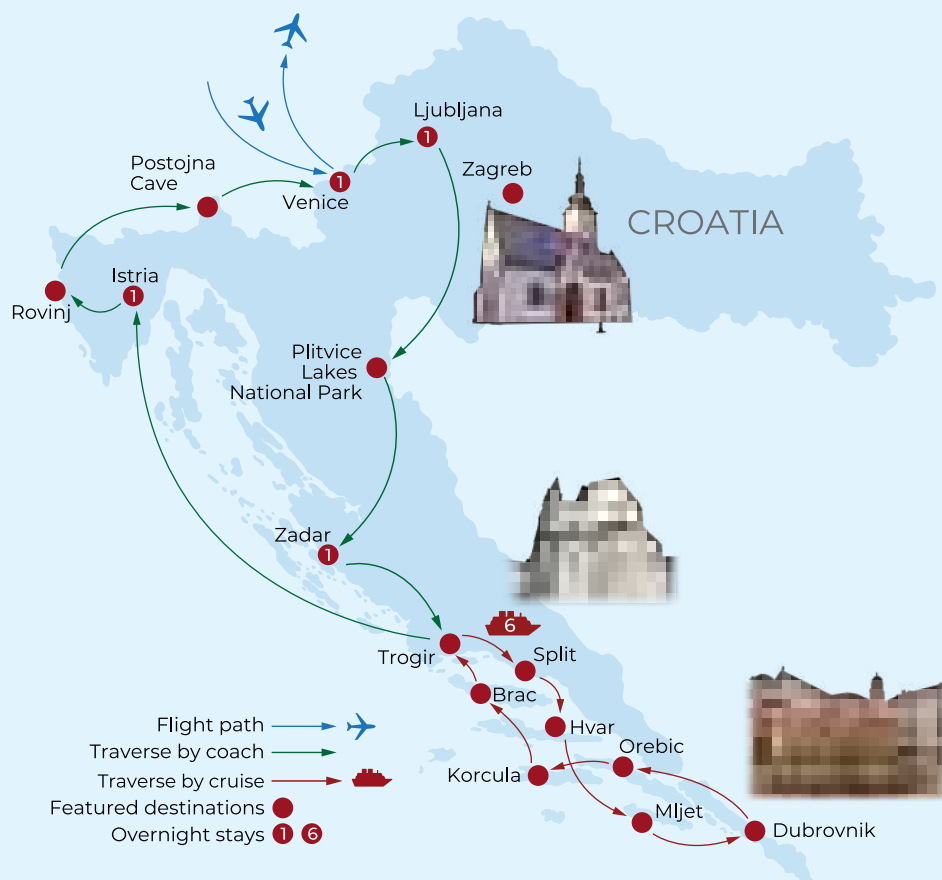 Ljubljana
1
Postojna
Cave
Zagreb
1
Venice
CROATIA
Istria
1
Rovinj
Plitvice
Lakes
National Park
Zadar
1
6
Trogir
Split
Brac
Hvar
Orebic
Korcula
Mljet
Dubrovnik
Flight path
Traverse by coach
Traverse by cruise
Featured destinations
Overnight stays 1 6